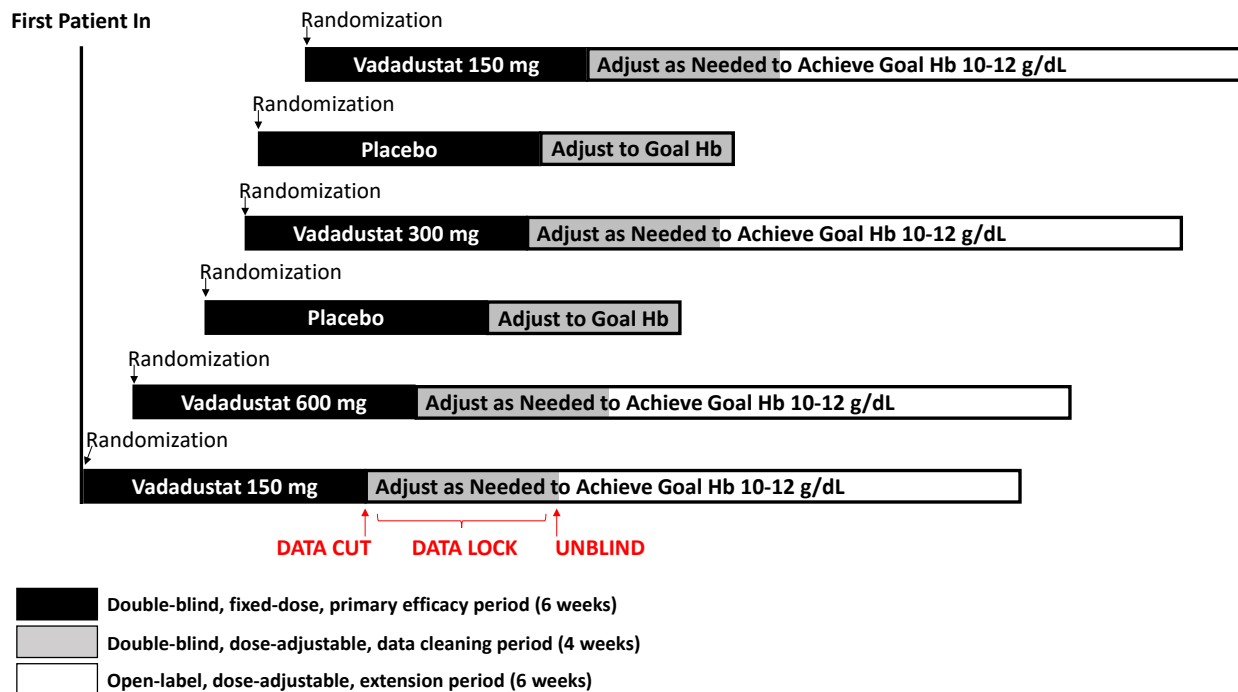 First Patient In
Randomization
Vadadustat 150 mg
Adjust as Needed to Achieve Goal Hb 10-12 g/dL
Randomization
Placebo
Adjust to Goal Hb
Randomization
Vadadustat 300 mg
Adjust as Needed to Achieve Goal Hb 10-12 g/dL
Randomization
Placebo
Adjust to Goal Hb
Randomization
Vadadustat 600 mg
Adjust as Needed to Achieve Goal Hb 10-12 g/dL
Randomization
Vadadustat 150 mg
Adjust as Needed to Achieve Goal Hb 10-12 g/dL
DATA CUT
DATA LOCK
UNBLIND
Double-blind, fixed-dose, primary efficacy period (6 weeks)
Double-blind, dose-adjustable, data cleaning period (4 weeks)
Open-label, dose-adjustable, extension period (6 weeks)